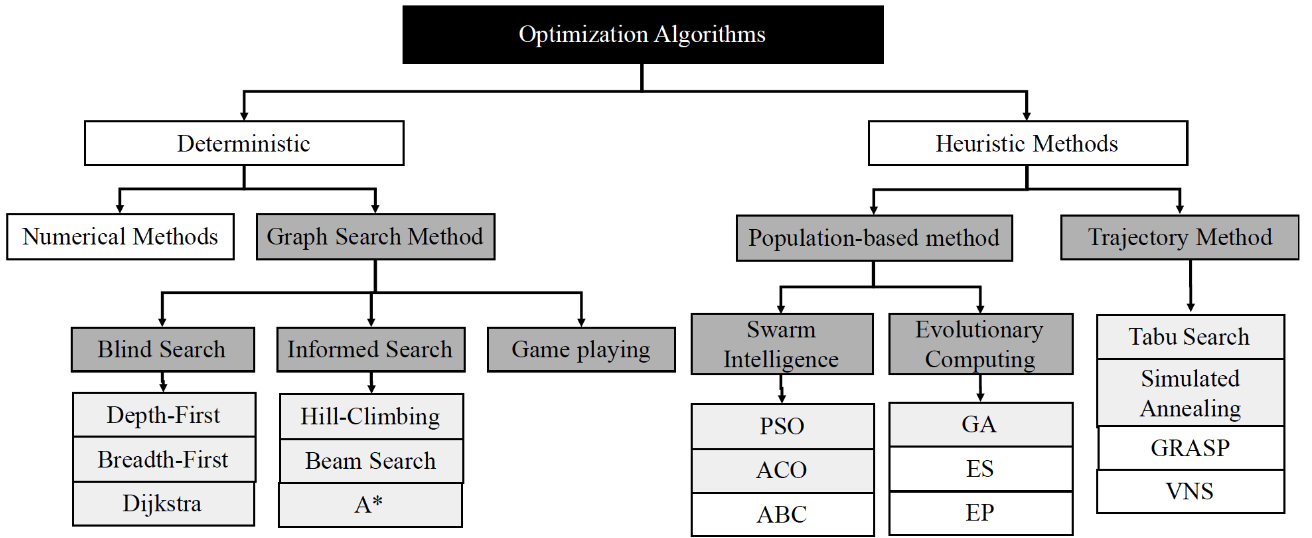 Optimization Algorithms
Deterministic
Heuristic Methods
Numerical Methods
Graph Search Method
Population-based method
Trajectory Method
Blind Search
Informed Search
Game playing
Swarm
Intelligence
Evolutionary
Computing
Tabu Search
Simulated
Annealing
GRASP
VNS
Depth-First
Breadth-First
Dijkstra
Hill-Climbing
Beam Search
A*
PSO
ACO
ABC
GA
ES
EP